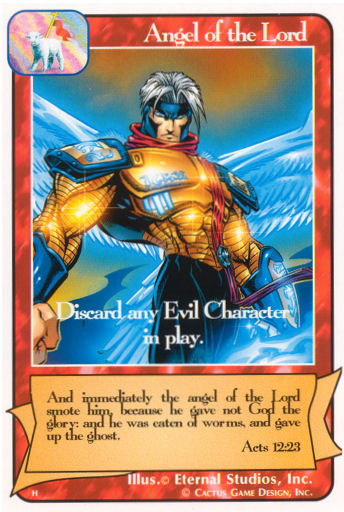 Angel of the Lord
Discard any Evil Character
in play.
And immediately the angel of the Lord
smote him, because he gave not God the
glory: and he was eaten of worms, and gave
up the ghost.
Acts 12:23
Illus.© Eternal Studios, Inc.
H
© Cactus Game Design, Inc.